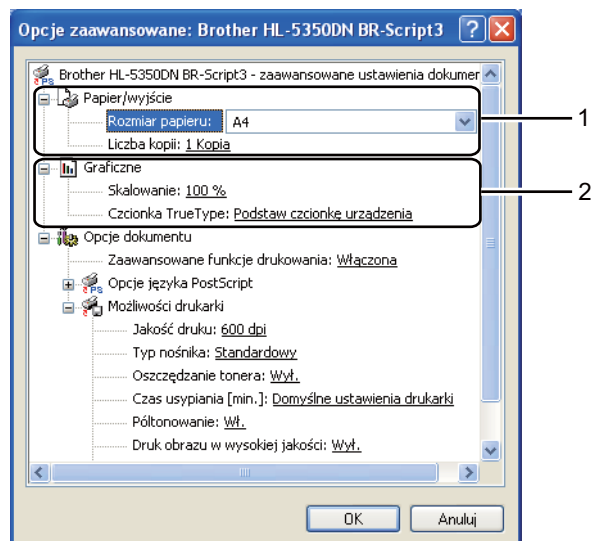 Opcje zaawansowane: Brother HL-5350DN BR-Script3
Brother HL-5350DN BR-Script3 - zaawansowane ustawienia dokumer
Papier/wyjście
Rozmiar papieru: A4
1
Liczba kopii: 1 Kopia
Graficzne
2
Skalowanie: 100 %
Czcionka TrueType: Podstaw czcionkę urządzenia
Opcje dokumentu
Zaawansowane funkcje drukowania: Włączona
Opcje języka PostScript
Możliwości drukarki
Jakość druku: 600 dpi
Typ nośnika: Standardowy
Oszczędzanie tonera: Wył.
Czas usypiania [min.]: Domyślne ustawienia drukarki
Półtonowanie: Wł.
Druk obrazu w wysokiej jakości: Wył.
OK Anuluj